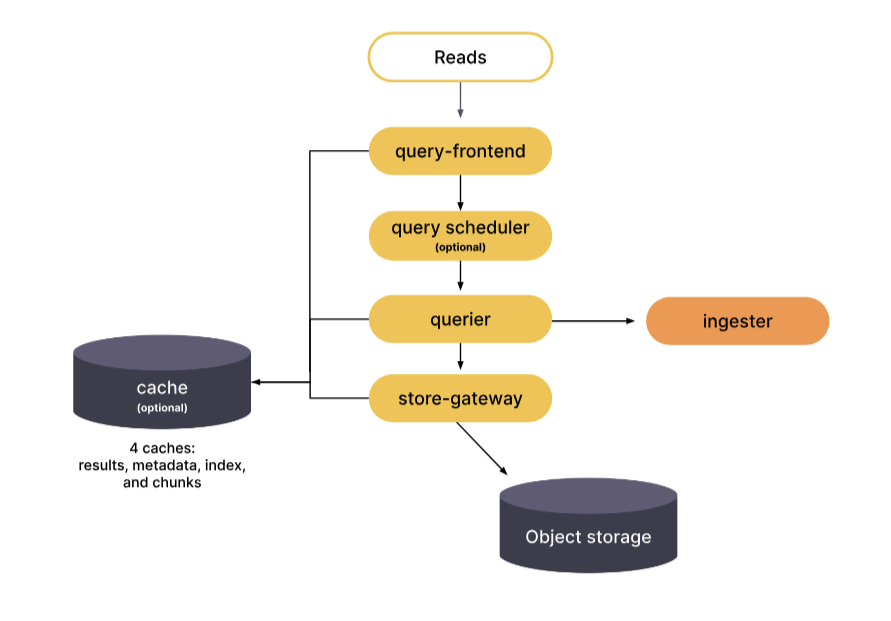 Reads
query-frontend
query scheduler
(optional)
querier
ingester
cache
(optional)
store-gateway
4 caches:
results, metadata, index,
and chunks
Object storage